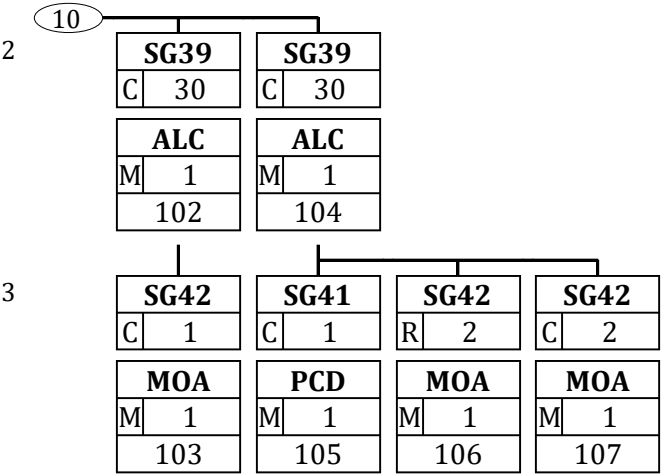 10
2
SG39 SG39
C 30 C 30
ALC ALC
M 1 M 1
102 104
3
SG42 SG41 SG42 SG42
C 1 C 1 R 2 C 2
MOA PCD MOA MOA
M 1 M 1 M 1 M 1
103 105 106 107